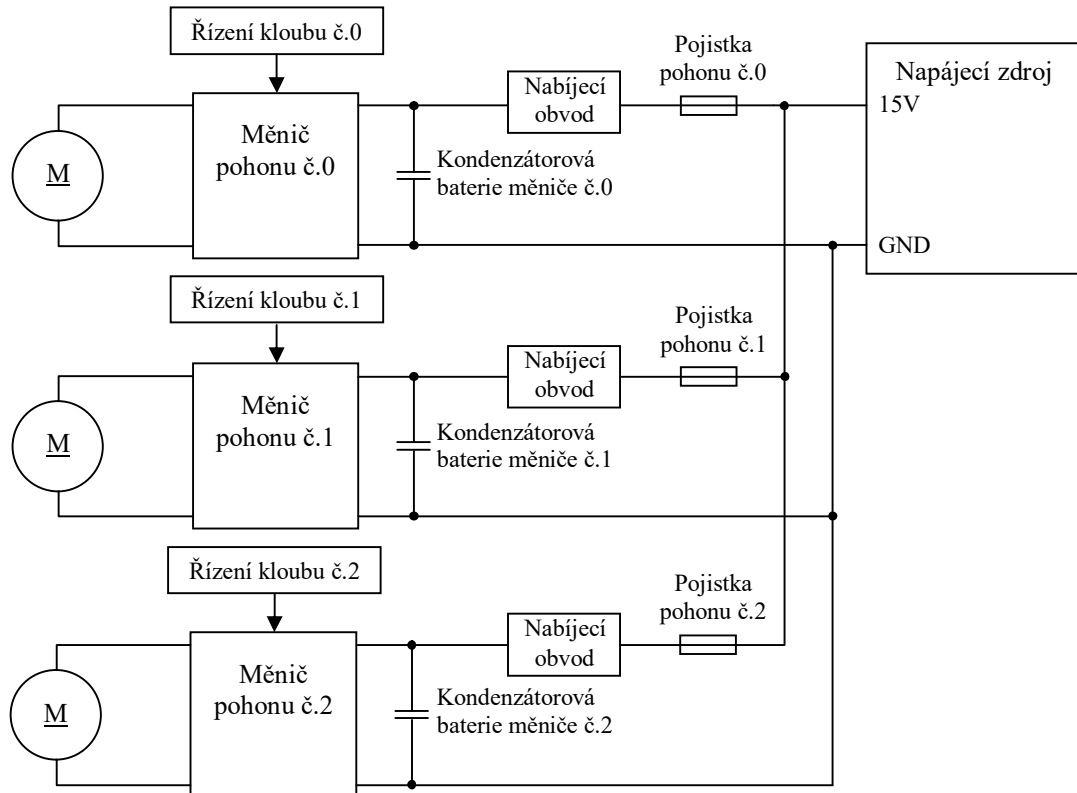 Řízení kloubu č.0
Měnič
pohonu č.0
M
Kondenzátorová
baterie měniče č.0
Nabíjecí
obvod
Pojistka
pohonu č.0
Napájecí zdroj
15V
GND
Řízení kloubu č.1
Měnič
pohonu č.1
M
Kondenzátorová
baterie měniče č.1
Nabíjecí
obvod
Pojistka
pohonu č.1
Řízení kloubu č.2
Měnič
pohonu č.2
M
Kondenzátorová
baterie měniče č.2
Nabíjecí
obvod
Pojistka
pohonu č.2